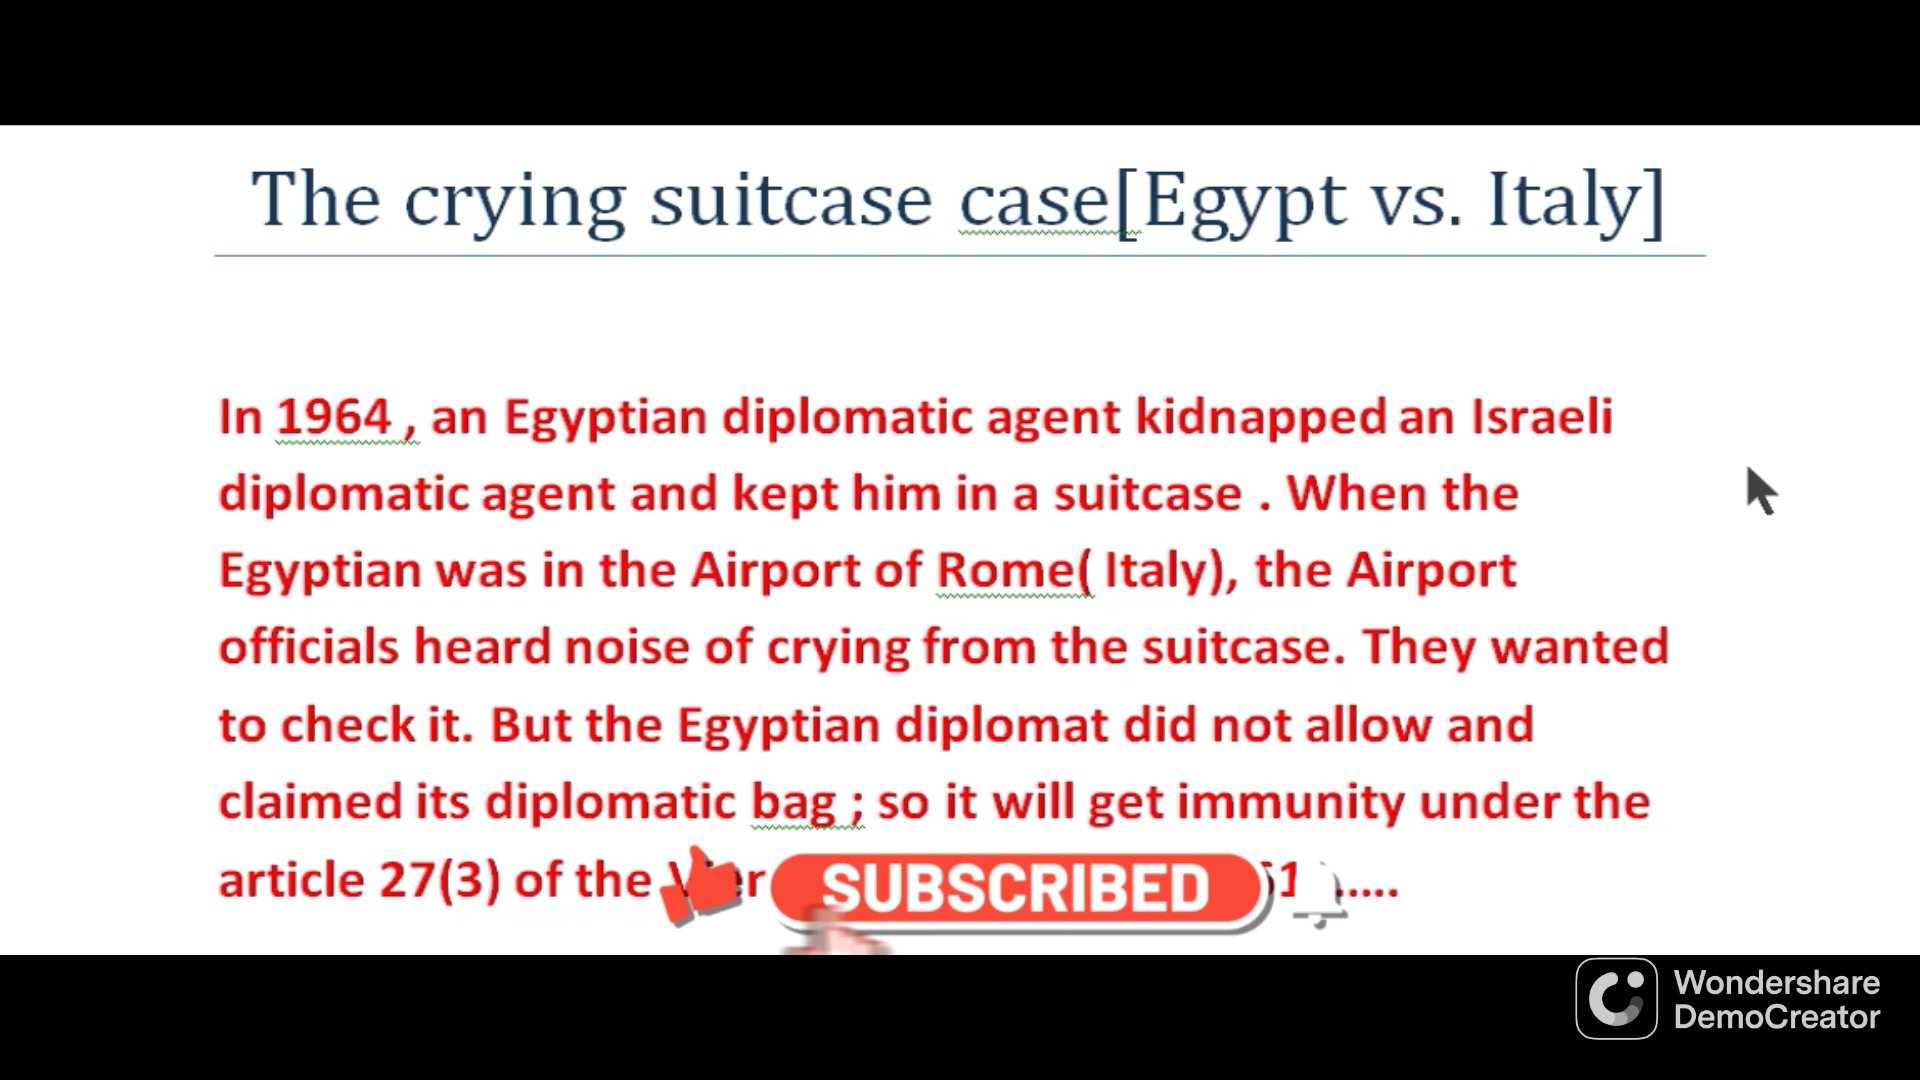 The crying suitcase case[Egypt vs. Italy]
In 1964 , an Egyptian diplomatic agent kidnapped an Israeli
diplomatic agent and kept him in a suitcase . When the
Egyptian was in the Airport of Rome( Italy), the Airport
officials heard noise of crying from the suitcase. They wanted
to check it. But the Egyptian diplomat did not allow and
claimed its diplomatic bag ; so it will get immunity under the
article 27(3) of the
SUBSCRIBED
Wondershare
DemoCreator